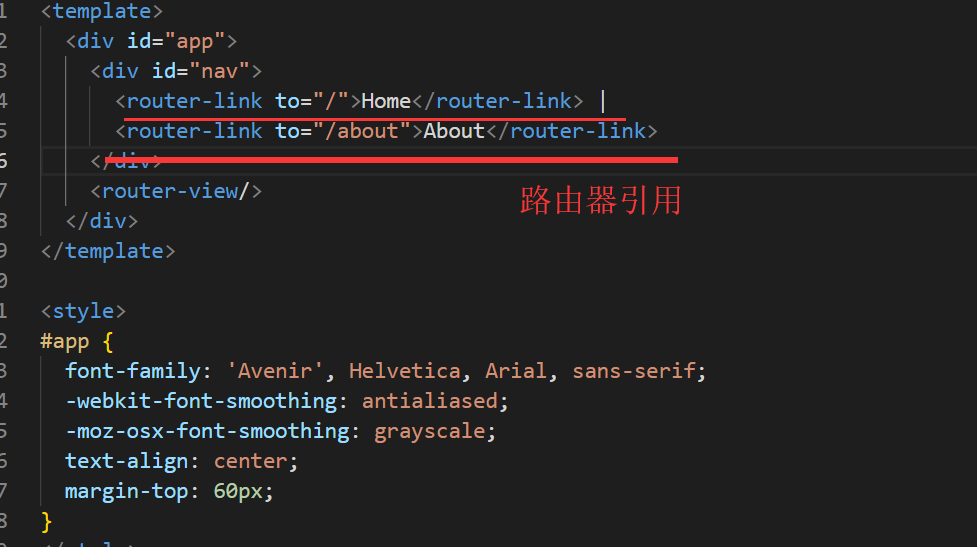 1 <template>
2 <div id="app">
3 <div id="nav">
4 <router-link to="/">Home</router-link> |
5 <router-link to="/about">About</router-link>
6 </div>
7 <router-view/>
路由器引用
8 </div>
9 </template>
0
1 <style>
2 #app {
3 font-family: 'Avenir', Helvetica, Arial, sans-serif;
4 -webkit-font-smoothing: antialiased;
5 -moz-osx-font-smoothing: grayscale;
6 text-align: center;
7 margin-top: 60px;
8 }